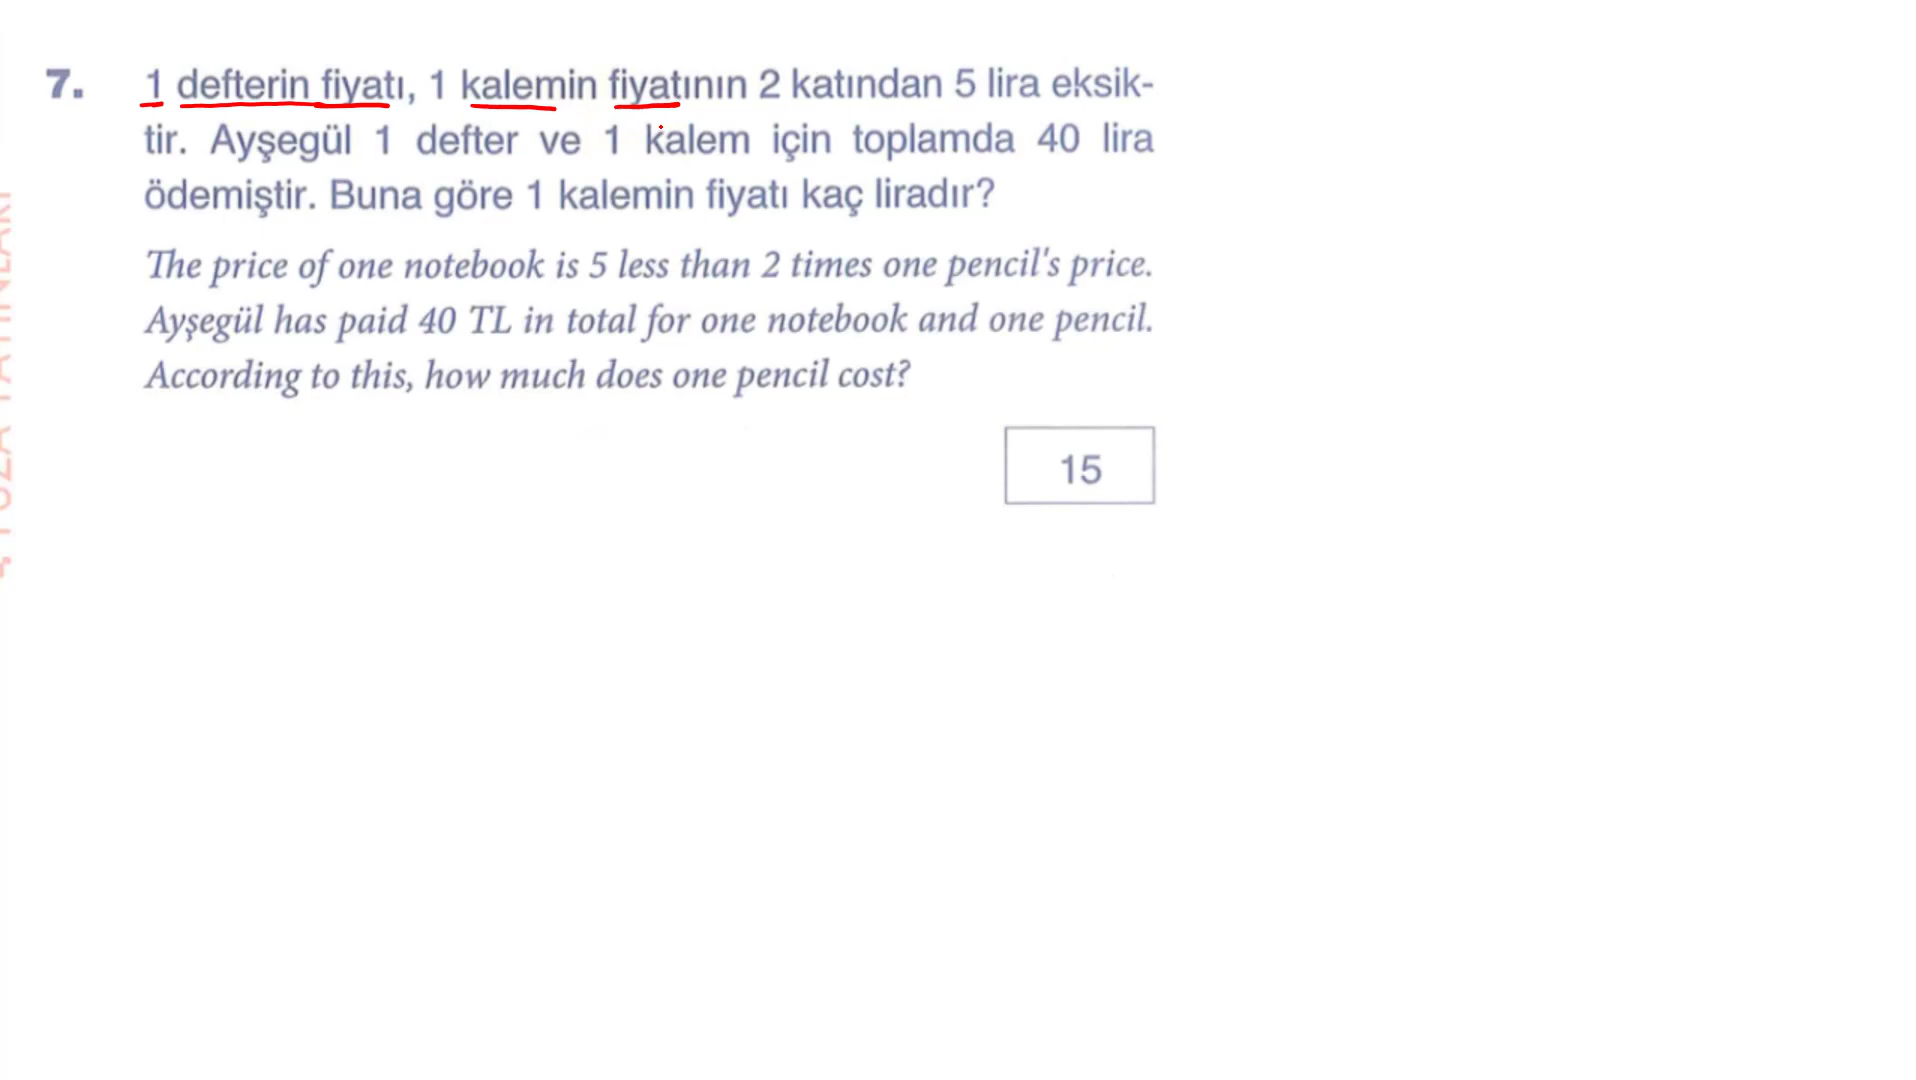 7. 1 defterin fiyatı, 1 kalemin fiyatının 2 katından 5 lira eksik-
tir. Ayşegül 1 defter ve 1 kalem için toplamda 40 lira
ödemiştir. Buna göre 1 kalemin fiyatı kaç liradır?
The price of one notebook is 5 less than 2 times one pencil's price.
Ayşegül has paid 40 TL in total for one notebook and one pencil.
According to this, how much does one pencil cost?
15